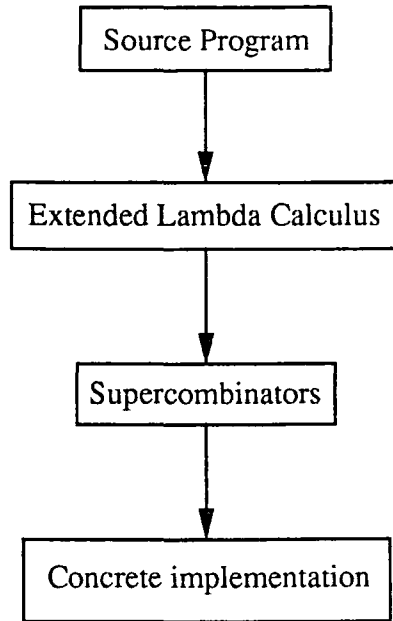 Source Program
Extended Lambda Calculus
Supercombinators
Concrete implementation